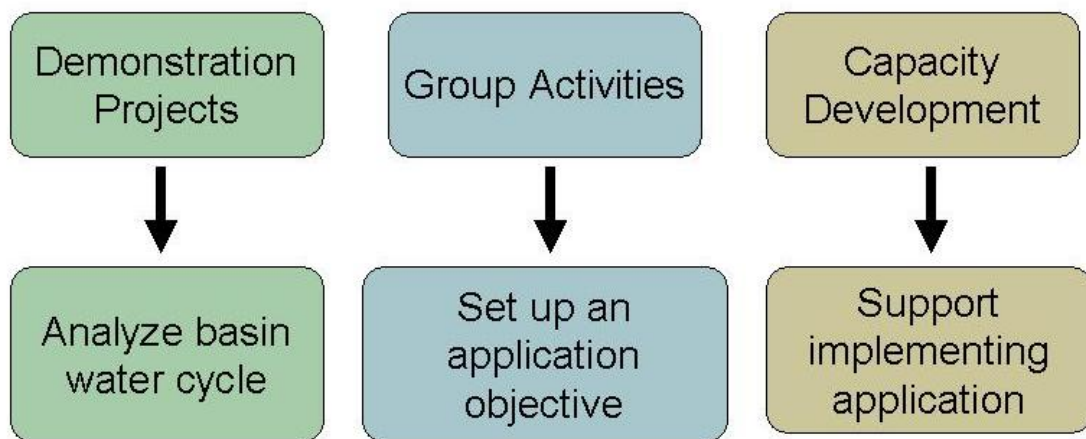 Demonstration
Projects
Group Activities
Capacity
Development
Analyze basin
water cycle
Set up an
application
objective
Support
implementing
application